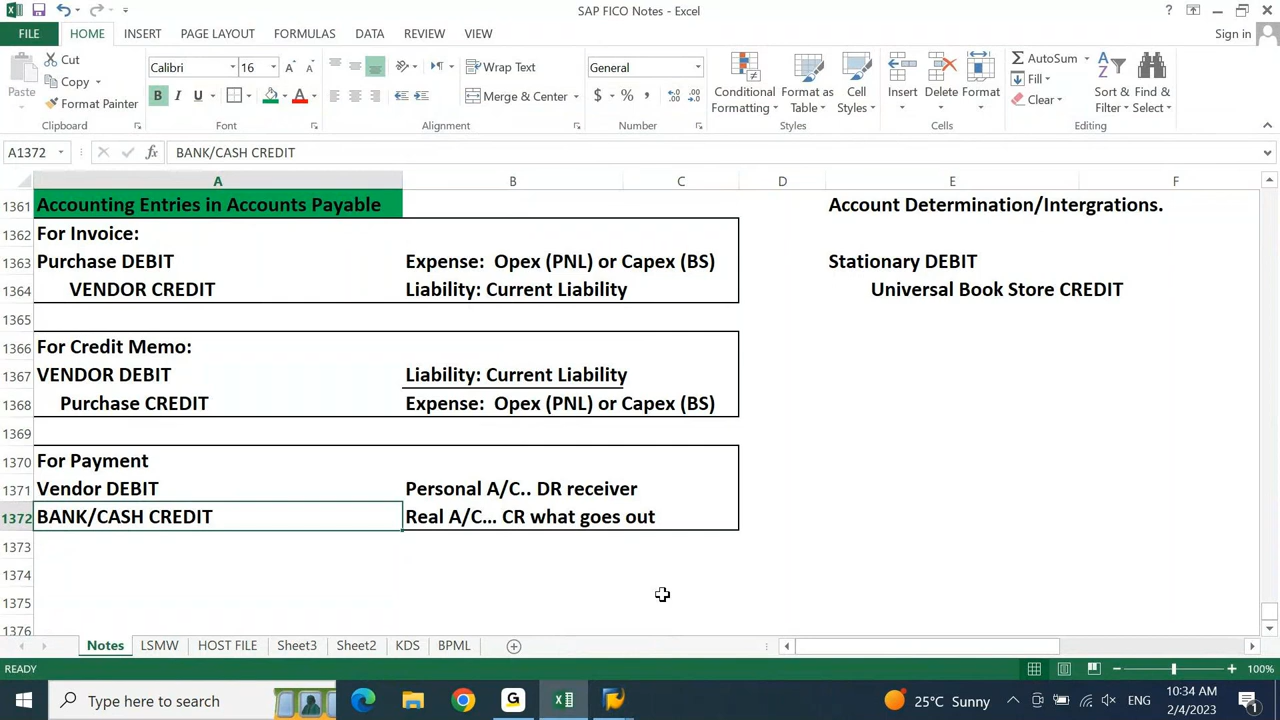 SAP FICO Notes - Excel
?
FILE HOME INSERT PAGE LAYOUT FORMULAS DATA REVIEW VIEW Sign in
Paste Cut Copy Format Painter Clipboard
Calibri 16 A A B I U A Font
Wrap Text Merge & Center Alignment
General $ % , Number
Conditional Formatting Format as Table Cell Styles Styles
Insert Delete Format Cells
AutoSum Fill Clear Sort & Filter Find & Select Editing
A1372 fx BANK/CASH CREDIT
A B C D E F
1361 Accounting Entries in Accounts Payable Account Determination/Intergrations.
1362 For Invoice:
1363 Purchase DEBIT Expense: Opex (PNL) or Capex (BS) Stationary DEBIT
1364 VENDOR CREDIT Liability: Current Liability Universal Book Store CREDIT
1365
1366 For Credit Memo:
1367 VENDOR DEBIT Liability: Current Liability
1368 Purchase CREDIT Expense: Opex (PNL) or Capex (BS)
1369
1370 For Payment
1371 Vendor DEBIT Personal A/C.. DR receiver
1372 BANK/CASH CREDIT Real A/C... CR what goes out
1373
1374
1375
1376
Notes LSMW HOST FILE Sheet3 Sheet2 KDS BPML
READY 100%
Type here to search 25°C Sunny ENG 10:34 AM
2/4/2023 1